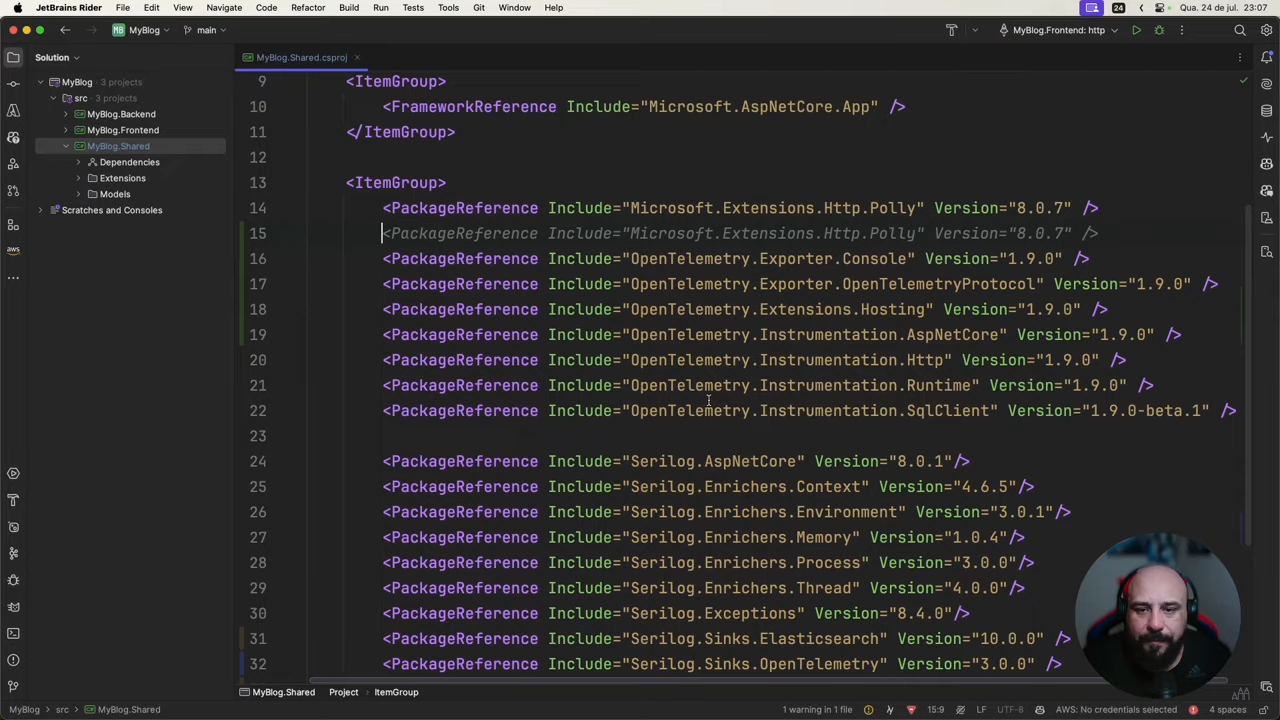 JetBrains Rider File Edit View Navigate Code Refactor Build Run Tests Tools Git Window Help 24 Qua. 24 de jul. 23:07
MB MyBlog main MyBlog.Frontend: http
Solution
MyBlog.Shared.csproj
MyBlog 3 projects
src 3 projects
MyBlog.Backend
MyBlog.Frontend
MyBlog.Shared
Dependencies
Extensions
Models
Scratches and Consoles
aws
9 <ItemGroup>
10 <FrameworkReference Include="Microsoft.AspNetCore.App" />
11 </ItemGroup>
12
13 <ItemGroup>
14 <PackageReference Include="Microsoft.Extensions.Http.Polly" Version="8.0.7" />
15 <PackageReference Include="Microsoft.Extensions.Http.Polly" Version="8.0.7" />
16 <PackageReference Include="OpenTelemetry.Exporter.Console" Version="1.9.0" />
17 <PackageReference Include="OpenTelemetry.Exporter.OpenTelemetryProtocol" Version="1.9.0" />
18 <PackageReference Include="OpenTelemetry.Extensions.Hosting" Version="1.9.0" />
19 <PackageReference Include="OpenTelemetry.Instrumentation.AspNetCore" Version="1.9.0" />
20 <PackageReference Include="OpenTelemetry.Instrumentation.Http" Version="1.9.0" />
21 <PackageReference Include="OpenTelemetry.Instrumentation.Runtime" Version="1.9.0" />
22 <PackageReference Include="OpenTelemetry.Instrumentation.SqlClient" Version="1.9.0-beta.1" />
23
24 <PackageReference Include="Serilog.AspNetCore" Version="8.0.1"/>
25 <PackageReference Include="Serilog.Enrichers.Context" Version="4.6.5"/>
26 <PackageReference Include="Serilog.Enrichers.Environment" Version="3.0.1"/>
27 <PackageReference Include="Serilog.Enrichers.Memory" Version="1.0.4"/>
28 <PackageReference Include="Serilog.Enrichers.Process" Version="3.0.0"/>
29 <PackageReference Include="Serilog.Enrichers.Thread" Version="4.0.0"/>
30 <PackageReference Include="Serilog.Exceptions" Version="8.4.0"/>
31 <PackageReference Include="Serilog.Sinks.Elasticsearch" Version="10.0.0" />
32 <PackageReference Include="Serilog.Sinks.OpenTelemetry" Version="3.0.0" />
MyBlog.Shared Project ItemGroup
MyBlog > src > MyBlog.Shared 1 warning in 1 file 15:9 LF UTF-8 AWS: No credentials selected 4 spaces